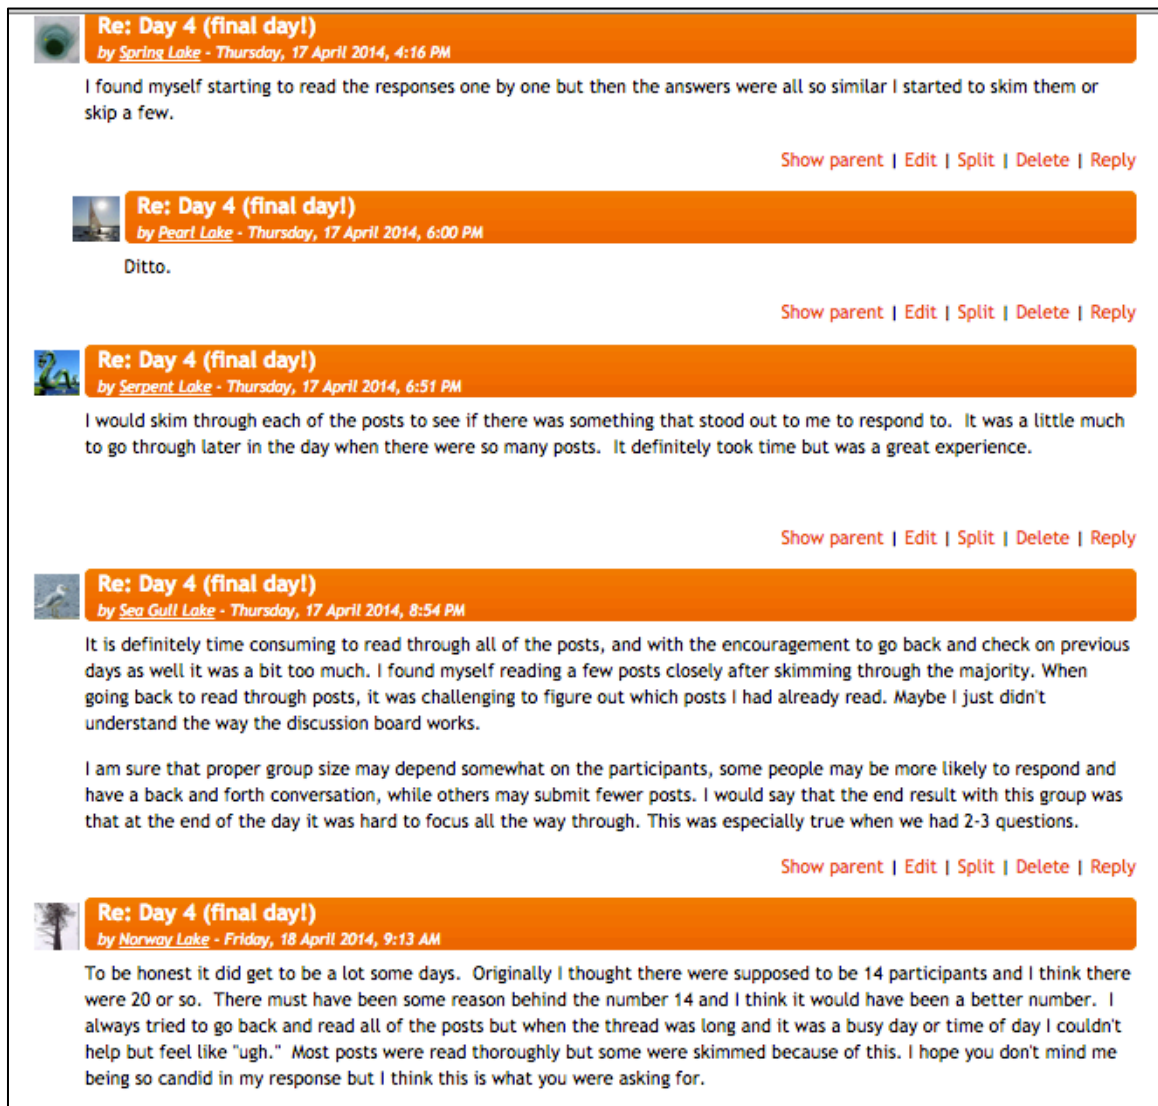 Re: Day 4 (final day!)
by Spring Lake - Thursday, 17 April 2014, 4:16 PM
I found myself starting to read the responses one by one but then the answers were all so similar I started to skim them or
skip a few.
Show parent | Edit | Split | Delete | Reply
Re: Day 4 (final day!)
by Pearl Lake - Thursday, 17 April 2014, 6:00 PM
Ditto.
Show parent | Edit | Split | Delete | Reply
Re: Day 4 (final day!)
by Serpent Lake - Thursday, 17 April 2014, 6:51 PM
I would skim through each of the posts to see if there was something that stood out to me to respond to.  It was a little much
to go through later in the day when there were so many posts.  It definitely took time but was a great experience.
Show parent | Edit | Split | Delete | Reply
Re: Day 4 (final day!)
by Sea Gull Lake - Thursday, 17 April 2014, 8:54 PM
It is definitely time consuming to read through all of the posts, and with the encouragement to go back and check on previous
days as well it was a bit too much. I found myself reading a few posts closely after skimming through the majority. When
going back to read through posts, it was challenging to figure out which posts I had already read. Maybe I just didn't
understand the way the discussion board works.
I am sure that proper group size may depend somewhat on the participants, some people may be more likely to respond and
have a back and forth conversation, while others may submit fewer posts. I would say that the end result with this group was
that at the end of the day it was hard to focus all the way through. This was especially true when we had 2-3 questions.
Show parent | Edit | Split | Delete | Reply
Re: Day 4 (final day!)
by Norway Lake - Friday, 18 April 2014, 9:13 AM
To be honest it did get to be a lot some days.  Originally I thought there were supposed to be 14 participants and I think there
were 20 or so.  There must have been some reason behind the number 14 and I think it would have been a better number.  I
always tried to go back and read all of the posts but when the thread was long and it was a busy day or time of day I couldn't
help but feel like "ugh."  Most posts were read thoroughly but some were skimmed because of this. I hope you don't mind me
being so candid in my response but I think this is what you were asking for.